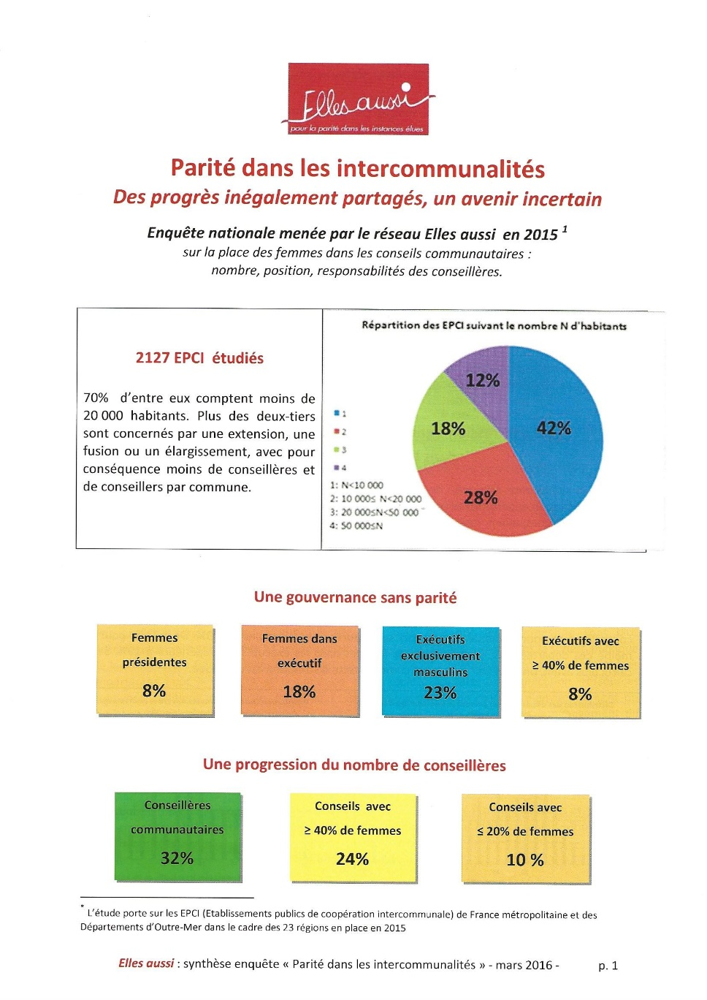 Elles aussi
pour la parité dans les instances élues
Parité dans les intercommunalités
Des progrès inégalement partagés, un avenir incertain
Enquête nationale menée par le réseau Elles aussi en 2015 1
sur la place des femmes dans les conseils communautaires :
nombre, position, responsabilités des conseillères.
2127 EPCI étudiés
70% d'entre eux comptent moins de
20 000 habitants. Plus des deux-tiers
sont concernés par une extension, une
fusion ou un élargissement, avec pour
conséquence moins de conseillères et
de conseillers par commune.
Répartition des EPCI suivant le nombre N d'habitants
12%
42%
18%
28%
1
2
3
4
1: N<10 000
2: 10 000≤ N<20 000
3: 20 000≤N<50 000
4: 50 000≤N
Une gouvernance sans parité
Femmes
présidentes
8%
Femmes dans
exécutif
18%
Exécutifs
exclusivement
masculins
23%
Exécutifs avec
≥ 40% de femmes
8%
Une progression du nombre de conseillères
Conseillères
communautaires
32%
Conseils avec
≥ 40% de femmes
24%
Conseils avec
≤ 20% de femmes
10 %
* L'étude porte sur les EPCI (Etablissements publics de coopération intercommunale) de France métropolitaine et des
Départements d'Outre-Mer dans le cadre des 23 régions en place en 2015
Elles aussi : synthèse enquête « Parité dans les intercommunalités » - mars 2016 - p. 1